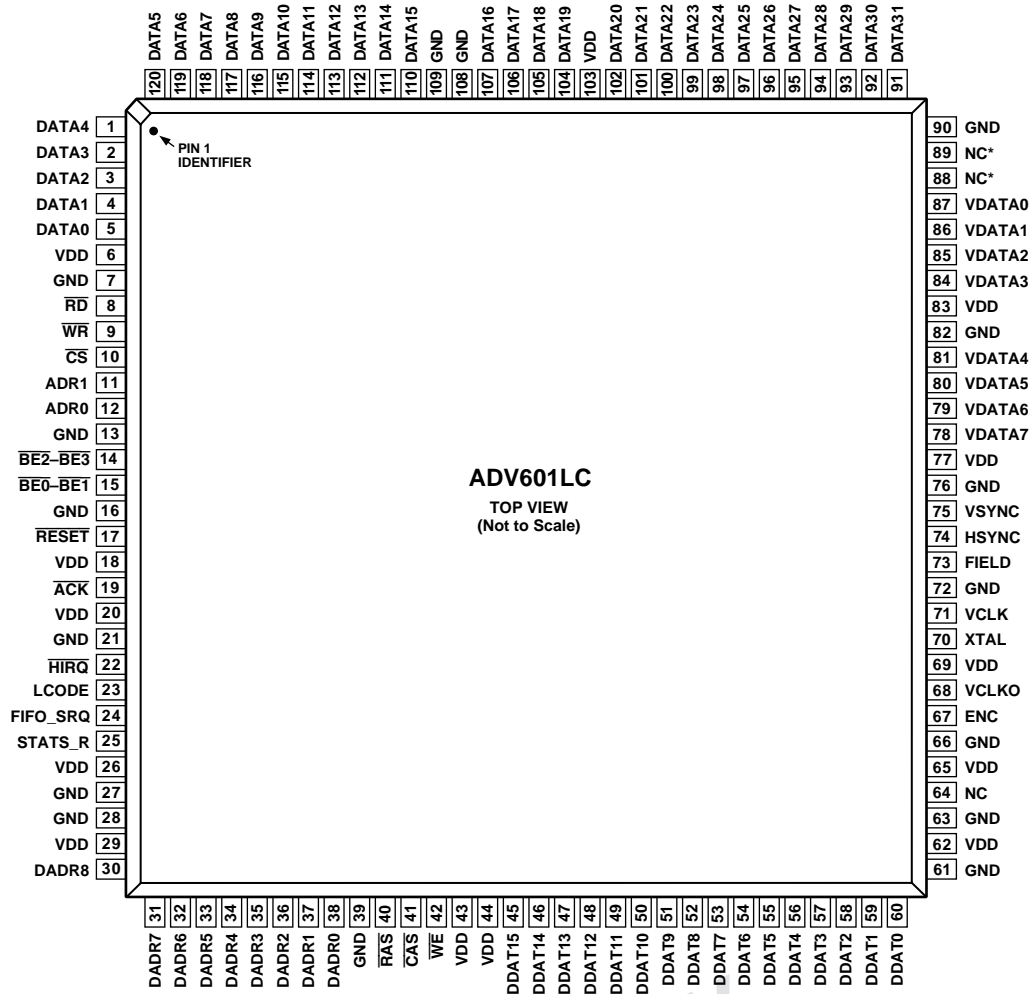 DATA5 DATA6 DATA7 DATA8 DATA9 DATA10 DATA11 DATA12 DATA13 DATA14 DATA15 GND GND DATA16 DATA17 DATA18 DATA19 VDD DATA20 DATA21 DATA22 DATA23 DATA24 DATA25 DATA26 DATA27 DATA28 DATA29 DATA30 DATA31
120 119 118 117 116 115 114 113 112 111 110 109 108 107 106 105 104 103 102 101 100 99 98 97 96 95 94 93 92 91
DATA4 1
DATA3 2
DATA2 3
DATA1 4
DATA0 5
VDD 6
GND 7
RD 8
WR 9
CS 10
ADR1 11
ADR0 12
GND 13
BE2–BE3 14
BE0–BE1 15
GND 16
RESET 17
VDD 18
ACK 19
VDD 20
GND 21
HIRQ 22
LCODE 23
FIFO_SRQ 24
STATS_R 25
VDD 26
GND 27
GND 28
VDD 29
DADR8 30
PIN 1
IDENTIFIER
ADV601LC
TOP VIEW
(Not to Scale)
90 GND
89 NC*
88 NC*
87 VDATA0
86 VDATA1
85 VDATA2
84 VDATA3
83 VDD
82 GND
81 VDATA4
80 VDATA5
79 VDATA6
78 VDATA7
77 VDD
76 GND
75 VSYNC
74 HSYNC
73 FIELD
72 GND
71 VCLK
70 XTAL
69 VDD
68 VCLKO
67 ENC
66 GND
65 VDD
64 NC
63 GND
62 VDD
61 GND
31 32 33 34 35 36 37 38 39 40 41 42 43 44 45 46 47 48 49 50 51 52 53 54 55 56 57 58 59 60
DADR7 DADR6 DADR5 DADR4 DADR3 DADR2 DADR1 DADR0 GND RAS CAS WE VDD VDD DDAT15 DDAT14 DDAT13 DDAT12 DDAT11 DDAT10 DDAT9 DDAT8 DDAT7 DDAT6 DDAT5 DDAT4 DDAT3 DDAT2 DDAT1 DDAT0